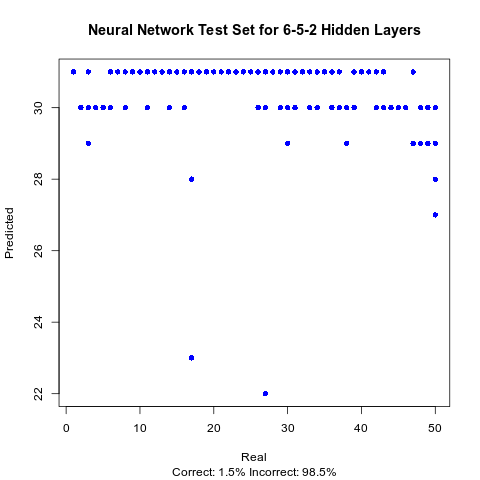 Neural Network Test Set for 6-5-2 Hidden Layers
Predicted
30
28
26
24
22
0 10 20 30 40 50
Real
Correct: 1.5% Incorrect: 98.5%